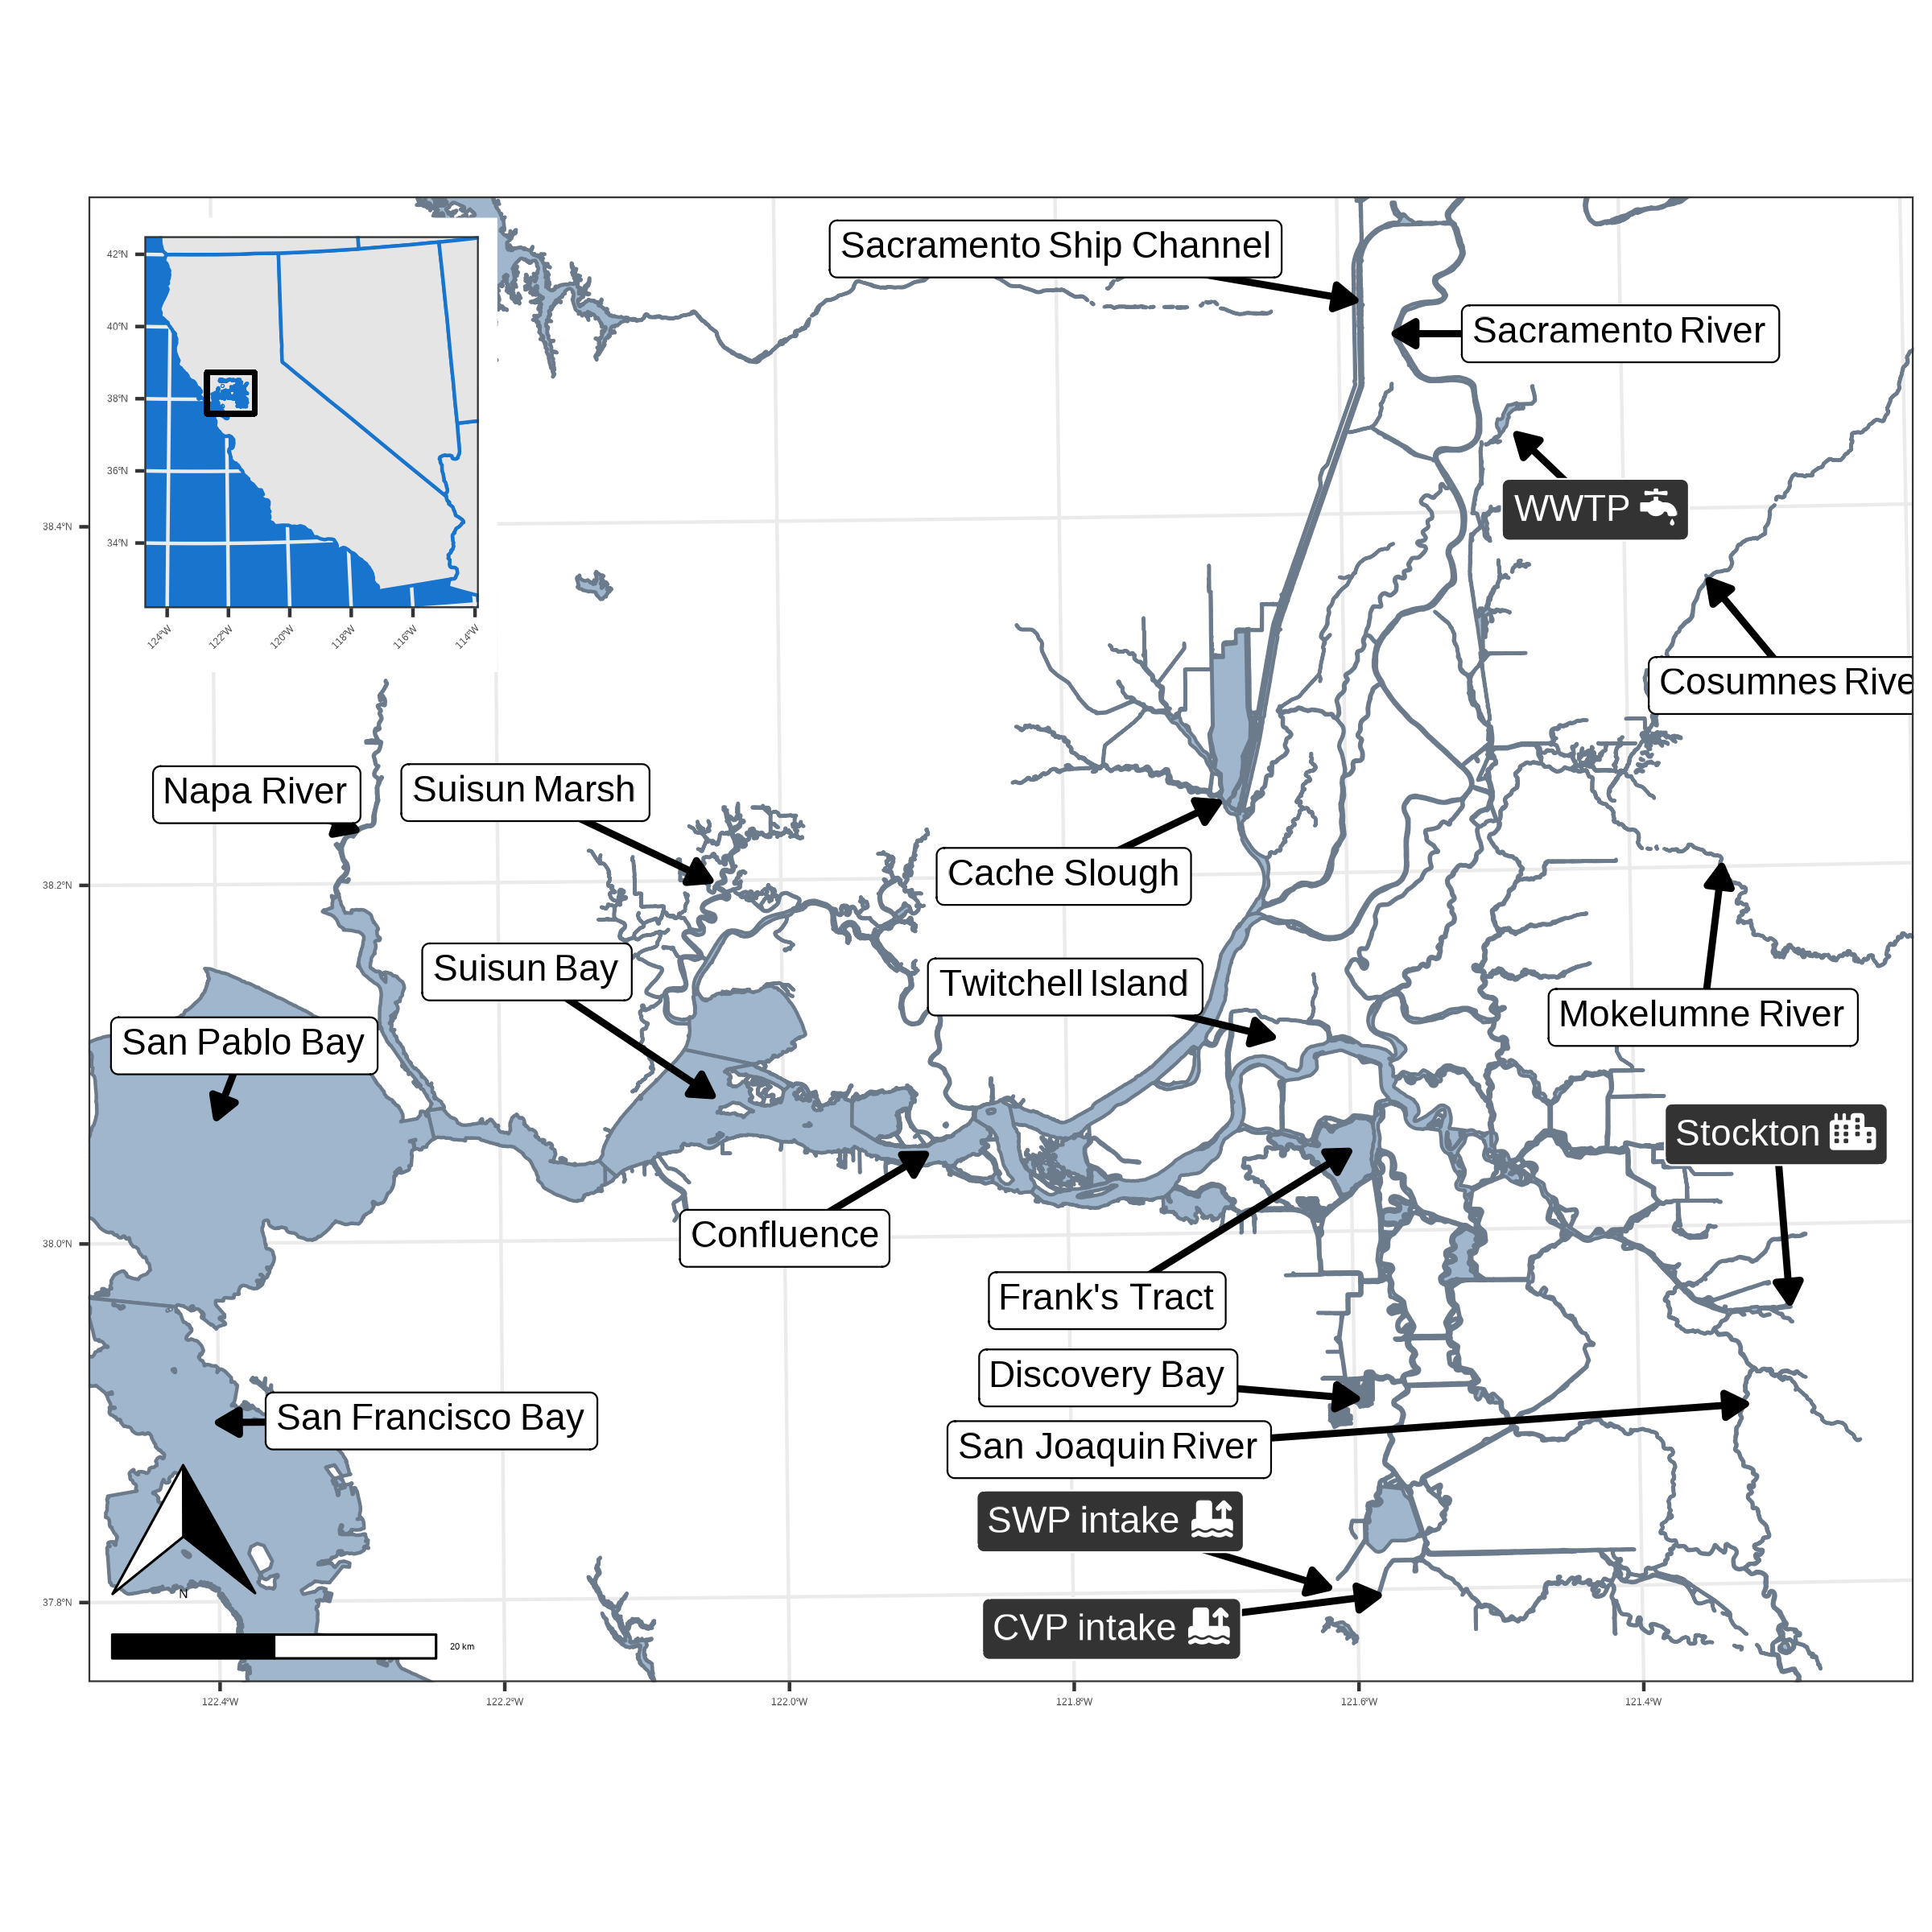 Sacramento Ship Channel
42°N
40°N
38°N
36°N
34°N
124°W
122°W
120°W
118°W
116°W
114°W
Sacramento River
WWTP
38.4°N
Cosumnes Rive
Napa River
Suisun Marsh
Cache Slough
38.2°N
Suisun Bay
Twitchell Island
Mokelumne River
San Pablo Bay
Stockton
Confluence
38.0°N
Frank's Tract
Discovery Bay
San Francisco Bay
San Joaquin River
SWP intake
CVP intake
37.8°N
N
20 km
122.4°W
122.2°W
122.0°W
121.8°W
121.6°W
121.4°W